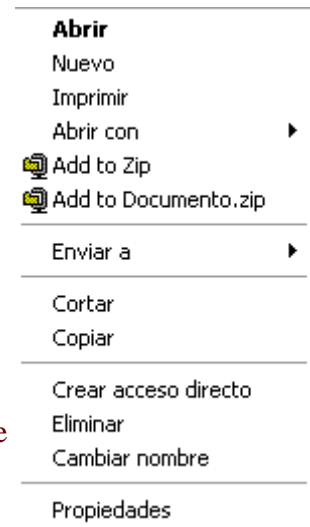 Abrir
Nuevo
Imprimir
Abrir con
Add to Zip
Add to Documento.zip
Enviar a
Cortar
Copiar
Crear acceso directo
e
Eliminar
Cambiar nombre
Propiedades